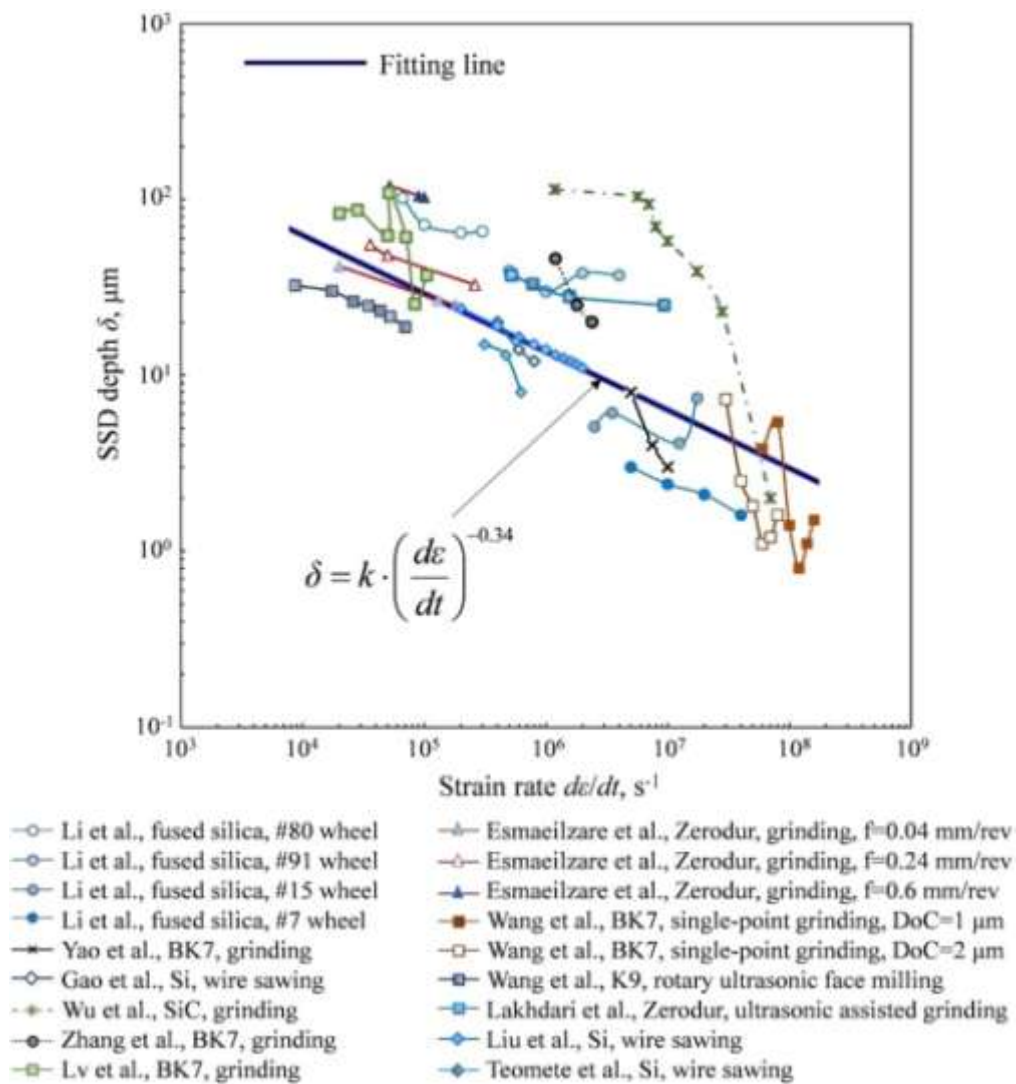 10³
Fitting line
10²
10¹
10⁰
10⁻¹
SSD depth δ, μm
δ = k · (dε/dt)^−0.34
10³ 10⁴ 10⁵ 10⁶ 10⁷ 10⁸ 10⁹
Strain rate dε/dt, s⁻¹
Li et al., fused silica, #80 wheel
Li et al., fused silica, #91 wheel
Li et al., fused silica, #15 wheel
Li et al., fused silica, #7 wheel
Yao et al., BK7, grinding
Gao et al., Si, wire sawing
Wu et al., SiC, grinding
Zhang et al., BK7, grinding
Lv et al., BK7, grinding
Esmaeilzare et al., Zerodur, grinding, f=0.04 mm/rev
Esmaeilzare et al., Zerodur, grinding, f=0.24 mm/rev
Esmaeilzare et al., Zerodur, grinding, f=0.6 mm/rev
Wang et al., BK7, single-point grinding, DoC=1 μm
Wang et al., BK7, single-point grinding, DoC=2 μm
Wang et al., K9, rotary ultrasonic face milling
Lakhdari et al., Zerodur, ultrasonic assisted grinding
Liu et al., Si, wire sawing
Teomete et al., Si, wire sawing